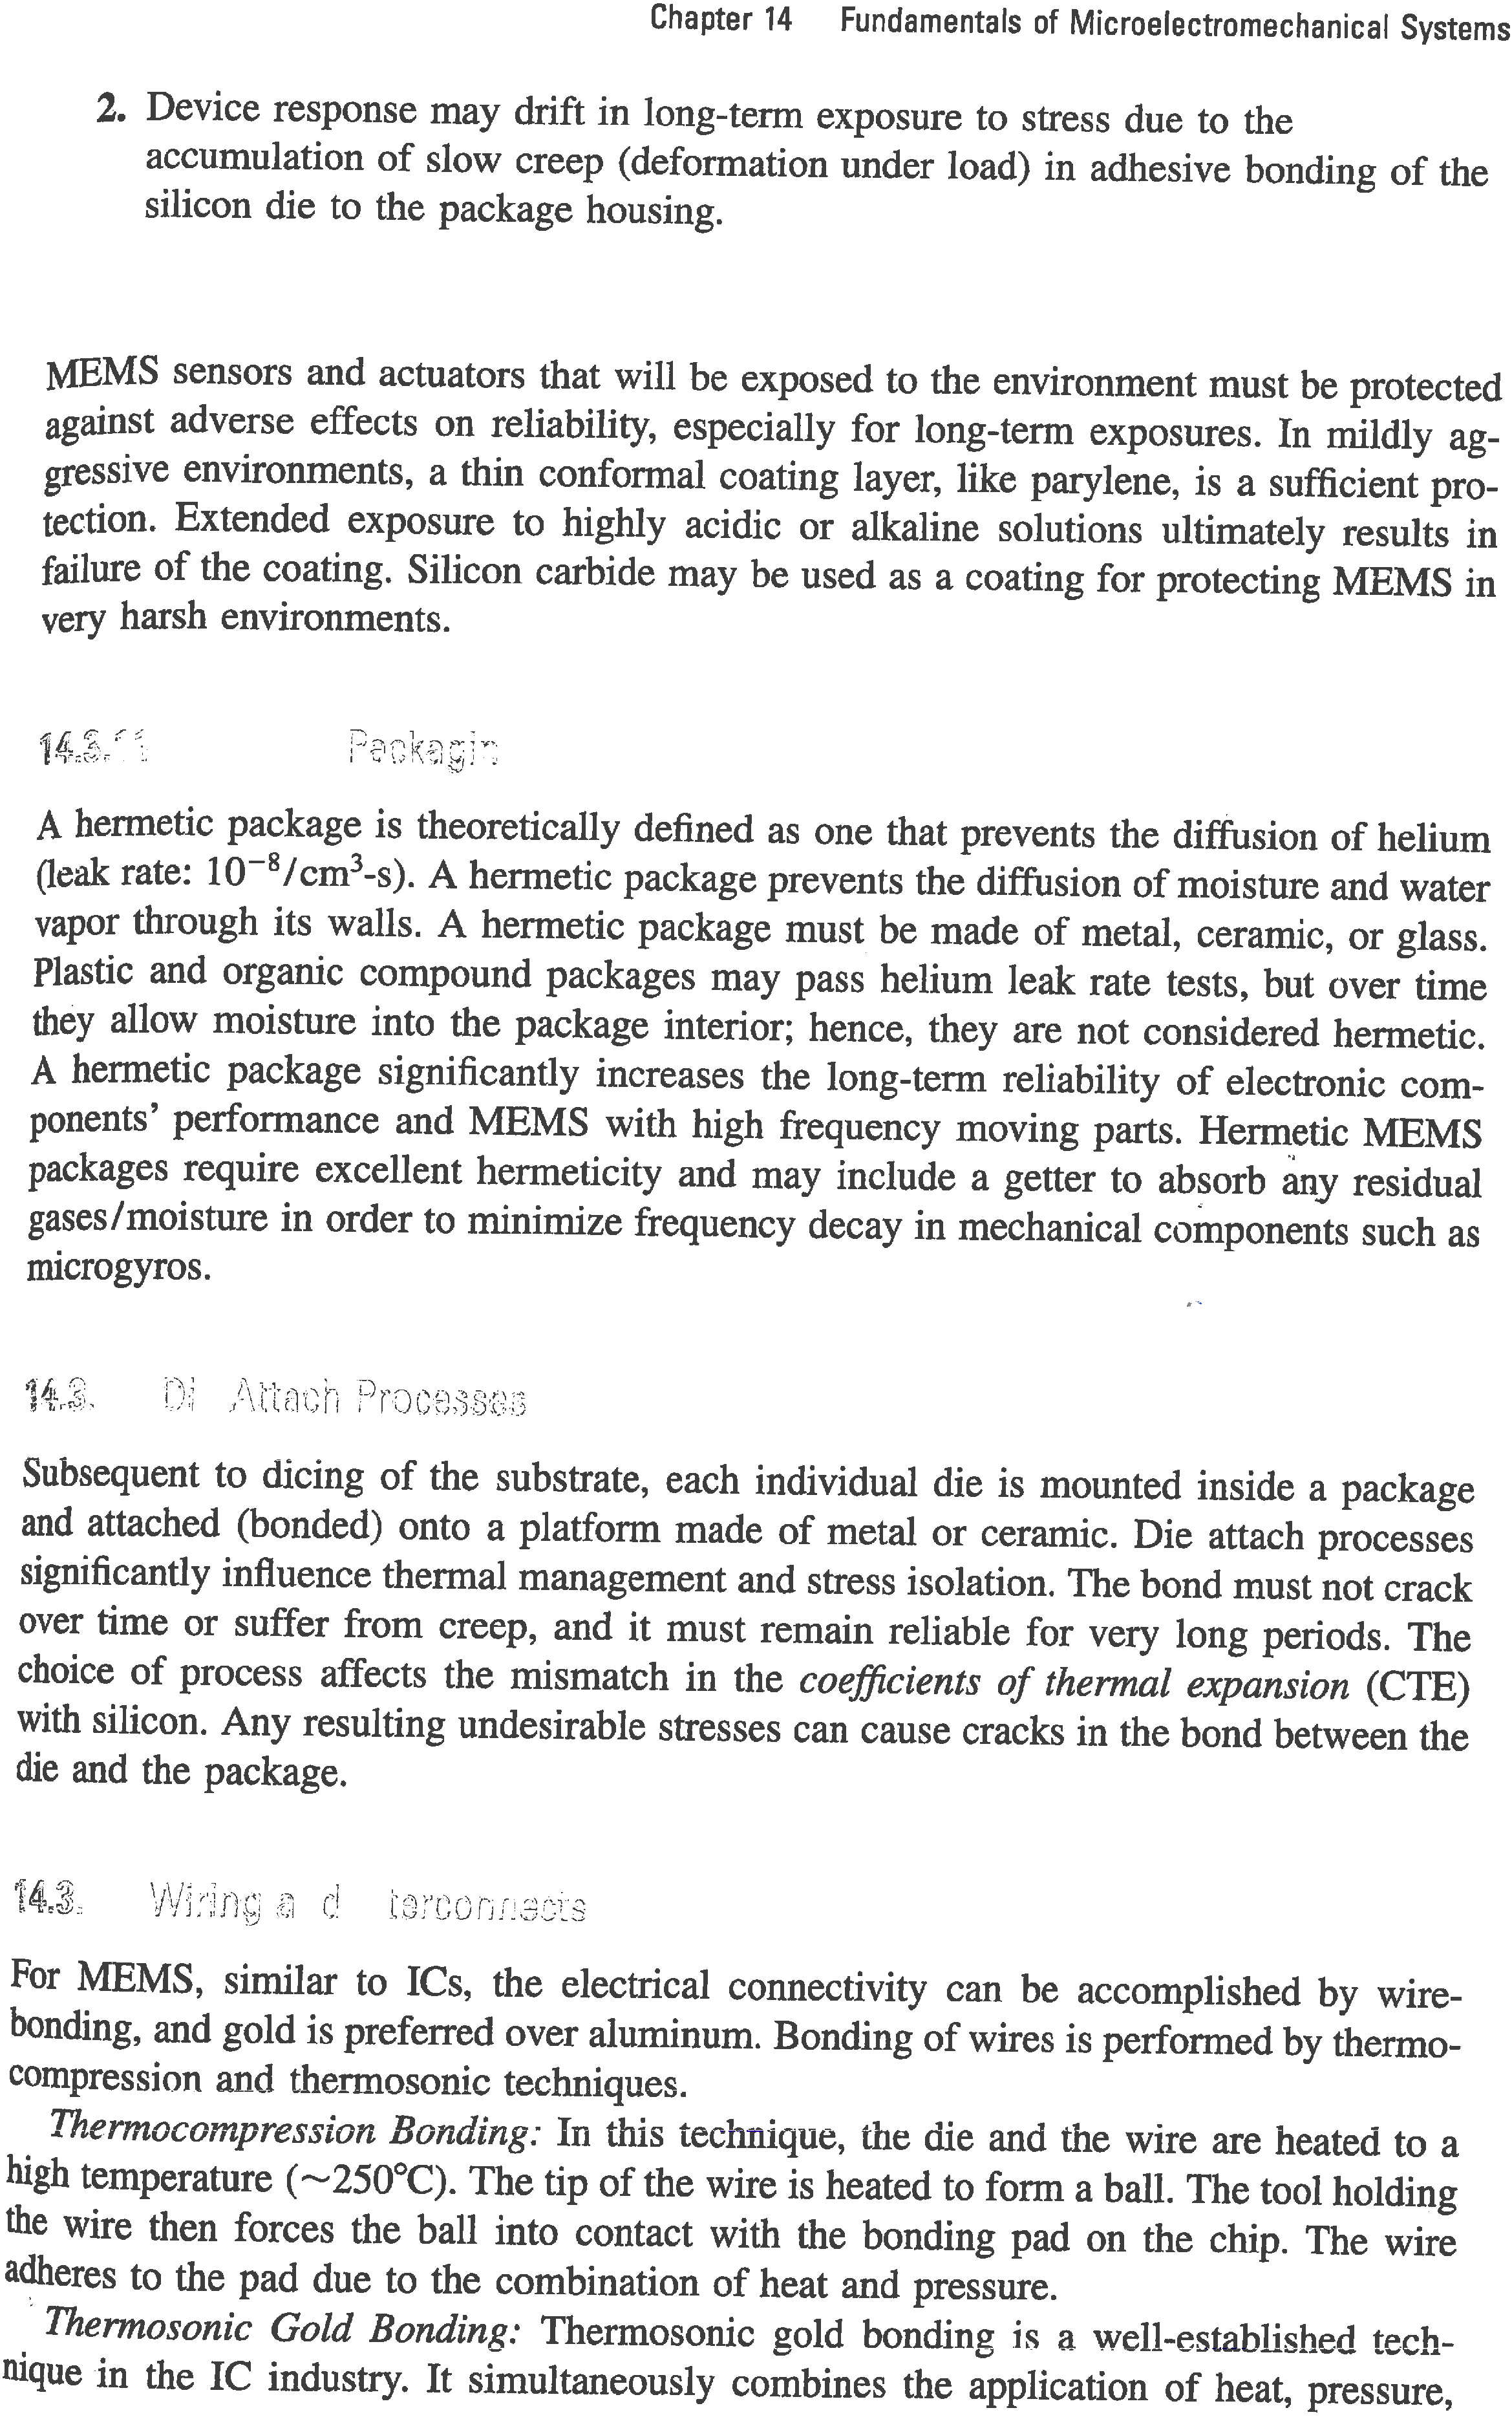 Chapter 14 Fundamentals of Microelectromechanical Systems
2. Device response may drift in long-term exposure to stress due to the
accumulation of slow creep (deformation under load) in adhesive bonding of the
silicon die to the package housing.
MEMS sensors and actuators that will be exposed to the environment must be protected
against adverse effects on reliability, especially for long-term exposures. In mildly ag-
gressive environments, a thin conformal coating layer, like parylene, is a sufficient pro-
tection. Extended exposure to highly acidic or alkaline solutions ultimately results in
failure of the coating. Silicon carbide may be used as a coating for protecting MEMS in
very harsh environments.
14.3.11 Packagin
A hermetic package is theoretically defined as one that prevents the diffusion of helium
(leak rate: 10⁻⁸/cm³-s). A hermetic package prevents the diffusion of moisture and water
vapor through its walls. A hermetic package must be made of metal, ceramic, or glass.
Plastic and organic compound packages may pass helium leak rate tests, but over time
they allow moisture into the package interior; hence, they are not considered hermetic.
A hermetic package significantly increases the long-term reliability of electronic com-
ponents' performance and MEMS with high frequency moving parts. Hermetic MEMS
packages require excellent hermeticity and may include a getter to absorb any residual
gases/moisture in order to minimize frequency decay in mechanical components such as
microgyros.
14.3. Di Attach Processes
Subsequent to dicing of the substrate, each individual die is mounted inside a package
and attached (bonded) onto a platform made of metal or ceramic. Die attach processes
significantly influence thermal management and stress isolation. The bond must not crack
over time or suffer from creep, and it must remain reliable for very long periods. The
choice of process affects the mismatch in the coefficients of thermal expansion (CTE)
with silicon. Any resulting undesirable stresses can cause cracks in the bond between the
die and the package.
14.3. Wiring a d terconnects
For MEMS, similar to ICs, the electrical connectivity can be accomplished by wire-
bonding, and gold is preferred over aluminum. Bonding of wires is performed by thermo-
compression and thermosonic techniques.
Thermocompression Bonding: In this technique, the die and the wire are heated to a
high temperature (~250°C). The tip of the wire is heated to form a ball. The tool holding
the wire then forces the ball into contact with the bonding pad on the chip. The wire
adheres to the pad due to the combination of heat and pressure.
Thermosonic Gold Bonding: Thermosonic gold bonding is a well-established tech-
nique in the IC industry. It simultaneously combines the application of heat, pressure,